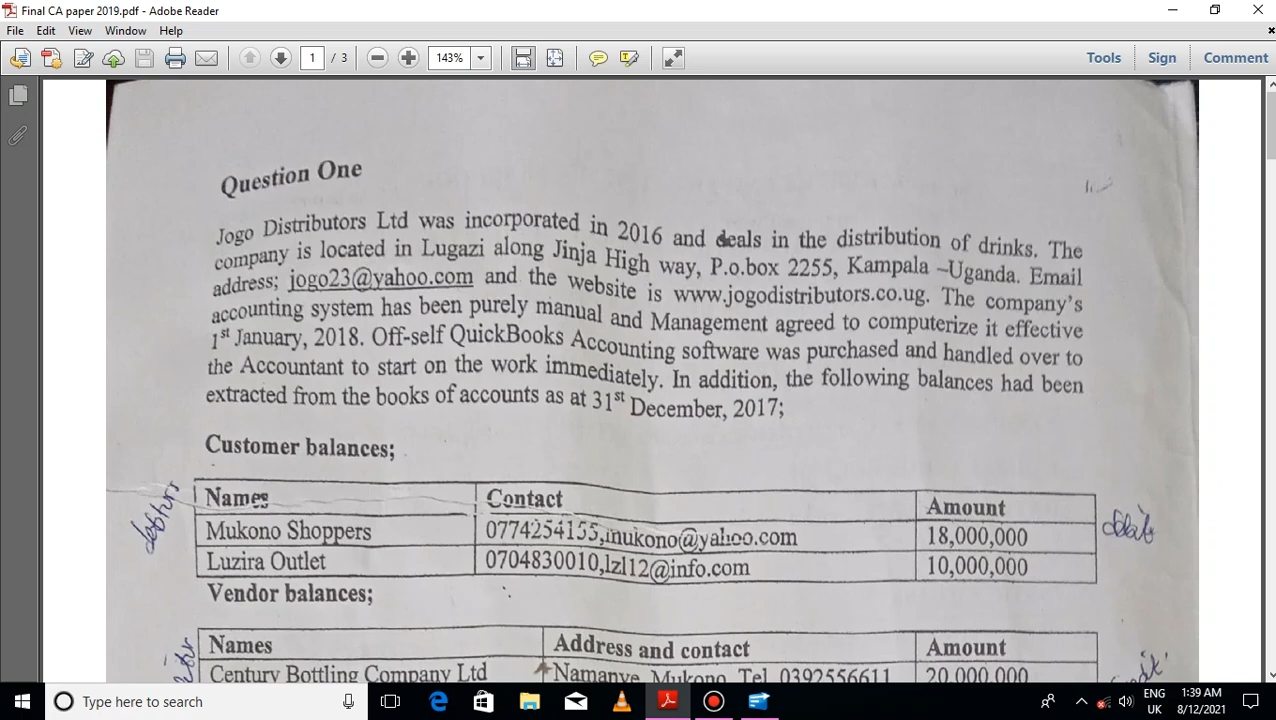 Final CA paper 2019.pdf - Adobe Reader
File Edit View Window Help
1 / 3 143% Tools Sign Comment
Question One
Jogo Distributors Ltd was incorporated in 2016 and deals in the distribution of drinks. The
company is located in Lugazi along Jinja High way, P.o.box 2255, Kampala –Uganda. Email
address; jogo23@yahoo.com and the website is www.jogodistributors.co.ug. The company's
accounting system has been purely manual and Management agreed to computerize it effective
1st January, 2018. Off-self QuickBooks Accounting software was purchased and handled over to
the Accountant to start on the work immediately. In addition, the following balances had been
extracted from the books of accounts as at 31st December, 2017;
Customer balances;
Names Contact Amount
Mukono Shoppers 0774254155,mukono@yahoo.com 18,000,000
Luzira Outlet 0704830010,lzl12@info.com 10,000,000
Vendor balances;
Names Address and contact Amount
Century Bottling Company Ltd Namanve, Mukono, Tel 0392556611 20,000,000
Type here to search
ENG
UK
1:39 AM
8/12/2021